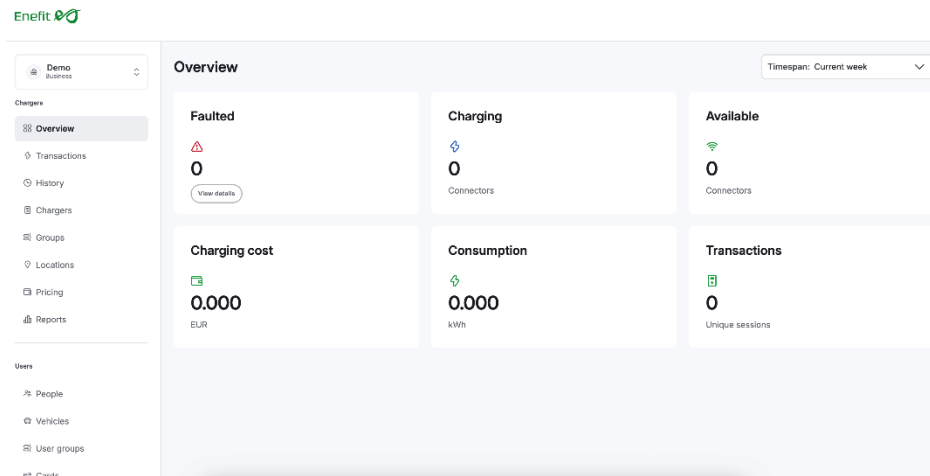 Enefit
Demo
Business
Chargere
Overview
Transactions
History
Chargers
Groups
Locations
Pricing
Reports
Users
People
Vehicles
User groups
Cards
Overview
Timespan: Current week
Faulted
0
View details
Charging
0
Connectors
Available
0
Connectors
Charging cost
0.000
EUR
Consumption
0.000
kWh
Transactions
0
Unique sessions